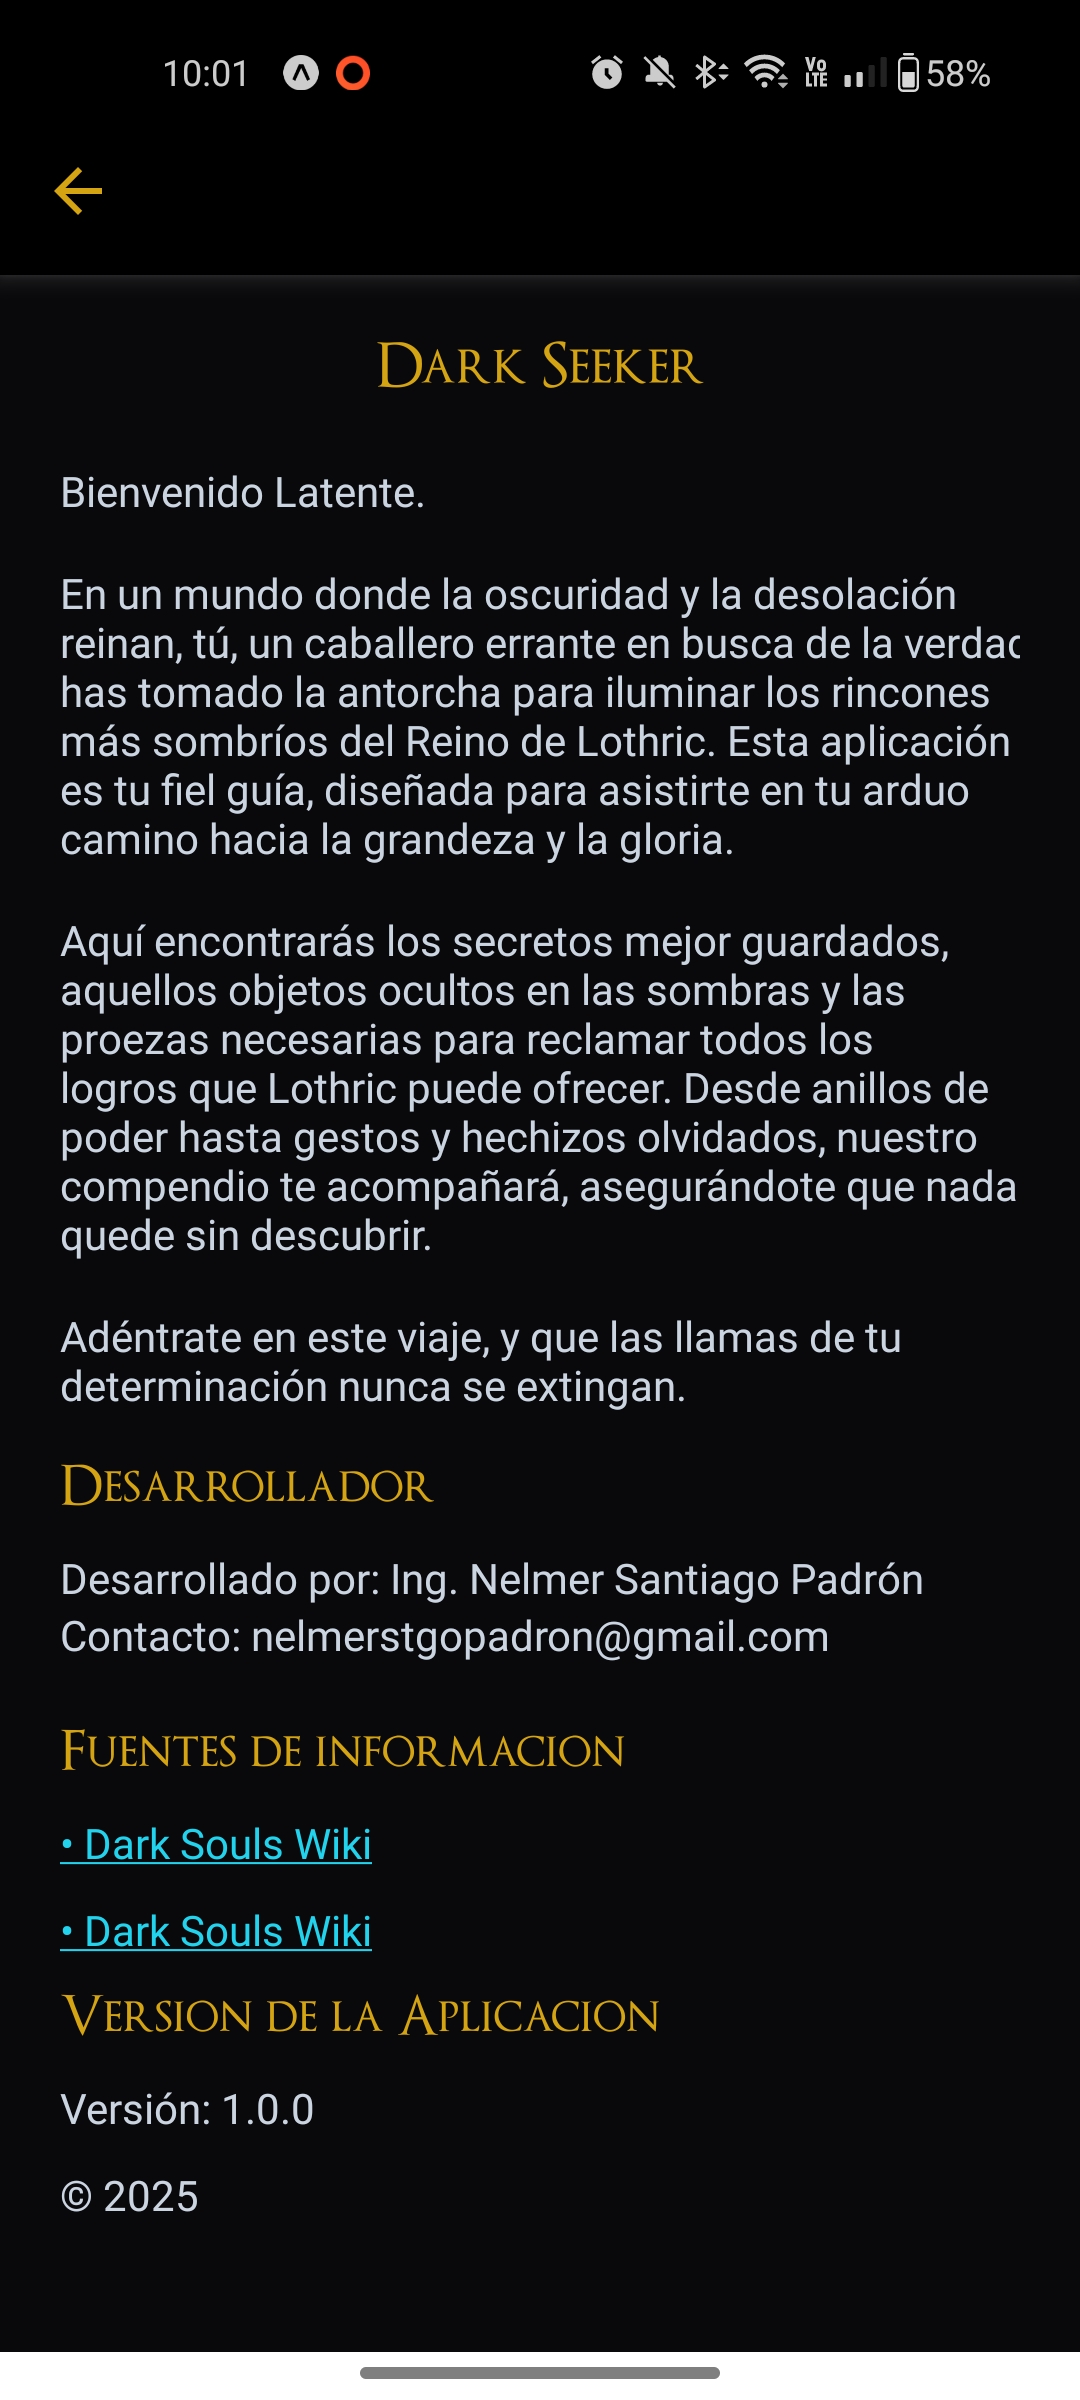 10:01
Vo LTE
58%
Dark Seeker
Bienvenido Latente.
En un mundo donde la oscuridad y la desolación
reinan, tú, un caballero errante en busca de la verdad
has tomado la antorcha para iluminar los rincones
más sombríos del Reino de Lothric. Esta aplicación
es tu fiel guía, diseñada para asistirte en tu arduo
camino hacia la grandeza y la gloria.
Aquí encontrarás los secretos mejor guardados,
aquellos objetos ocultos en las sombras y las
proezas necesarias para reclamar todos los
logros que Lothric puede ofrecer. Desde anillos de
poder hasta gestos y hechizos olvidados, nuestro
compendio te acompañará, asegurándote que nada
quede sin descubrir.
Adéntrate en este viaje, y que las llamas de tu
determinación nunca se extingan.
Desarrollador
Desarrollado por: Ing. Nelmer Santiago Padrón
Contacto: nelmerstgopadron@gmail.com
Fuentes de informacion
• Dark Souls Wiki
• Dark Souls Wiki
Version de la Aplicacion
Versión: 1.0.0
© 2025